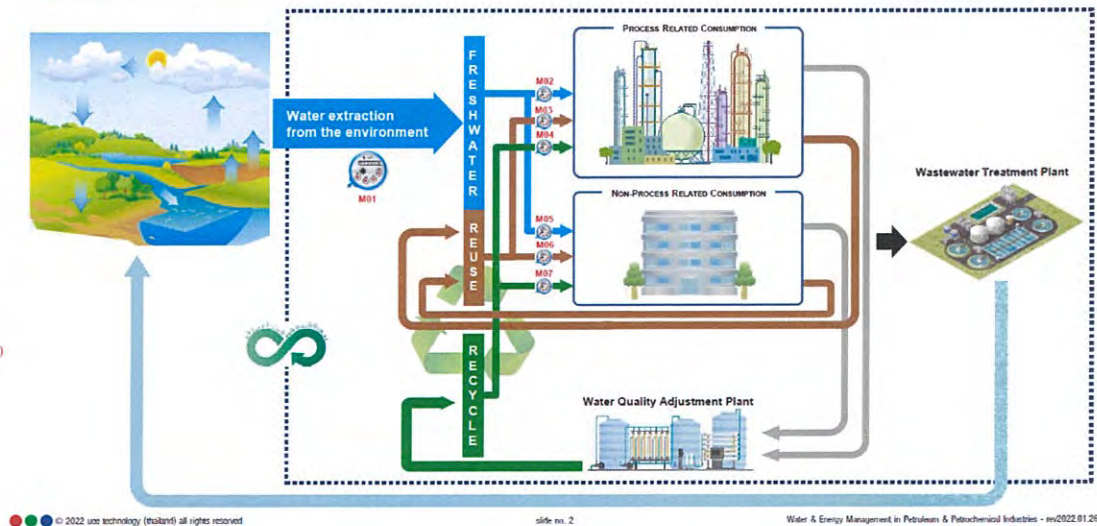 PROCESS RELATED CONSUMPTION
FRESHWATER
M02
M03
M04
Water extraction
from the environment
M01
Wastewater Treatment Plant
NON-PROCESS RELATED CONSUMPTION
REUSE
M05
M06
M07
)
RECYCLE
Water Quality Adjustment Plant
© 2022 uee technology (thailand) all rights reserved
slide no. 2
Water & Energy Management in Petroleum & Petrochemical Industries - rev2022.01.26